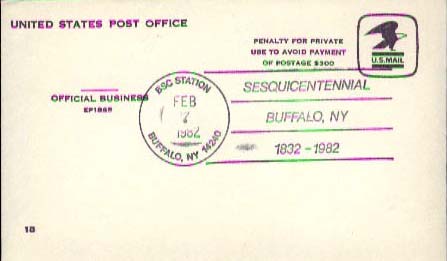 UNITED STATES POST OFFICE
PENALTY FOR PRIVATE
USE TO AVOID PAYMENT
OF POSTAGE $300
U.S. MAIL
OFFICIAL BUSINESS
BSC STATION
FEB
1982
BUFFALO, NY 14240
SESQUICENTENNIAL
BUFFALO, NY
1832-1982
18